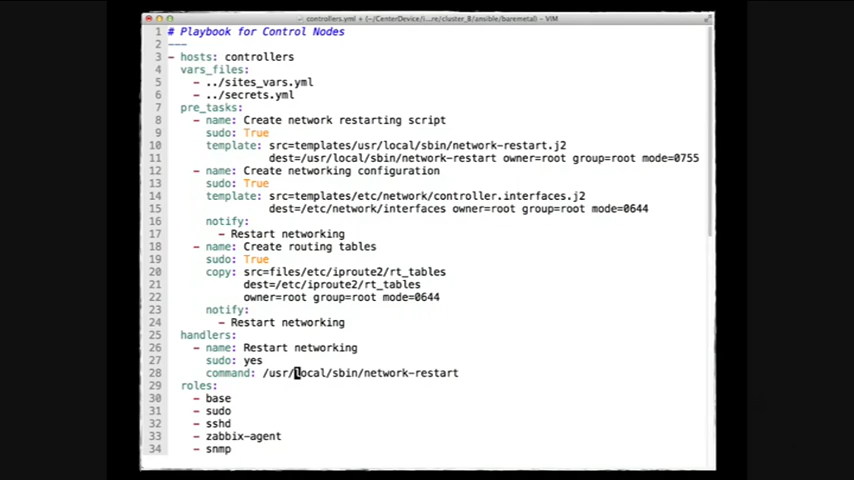 controllers.yml + (~/CenterDevice/i...re/cluster_B/ansible/baremetal) - VIM
1 # Playbook for Control Nodes
2 ---
3 - hosts: controllers
4 vars_files:
5 - ../sites_vars.yml
6 - ../secrets.yml
7 pre_tasks:
8 - name: Create network restarting script
9 sudo: True
10 template: src=templates/usr/local/sbin/network-restart.j2
11 dest=/usr/local/sbin/network-restart owner=root group=root mode=0755
12 - name: Create networking configuration
13 sudo: True
14 template: src=templates/etc/network/controller.interfaces.j2
15 dest=/etc/network/interfaces owner=root group=root mode=0644
16 notify:
17 - Restart networking
18 - name: Create routing tables
19 sudo: True
20 copy: src=files/etc/iproute2/rt_tables
21 dest=/etc/iproute2/rt_tables
22 owner=root group=root mode=0644
23 notify:
24 - Restart networking
25 handlers:
26 - name: Restart networking
27 sudo: yes
28 command: /usr/local/sbin/network-restart
29 roles:
30 - base
31 - sudo
32 - sshd
33 - zabbix-agent
34 - snmp